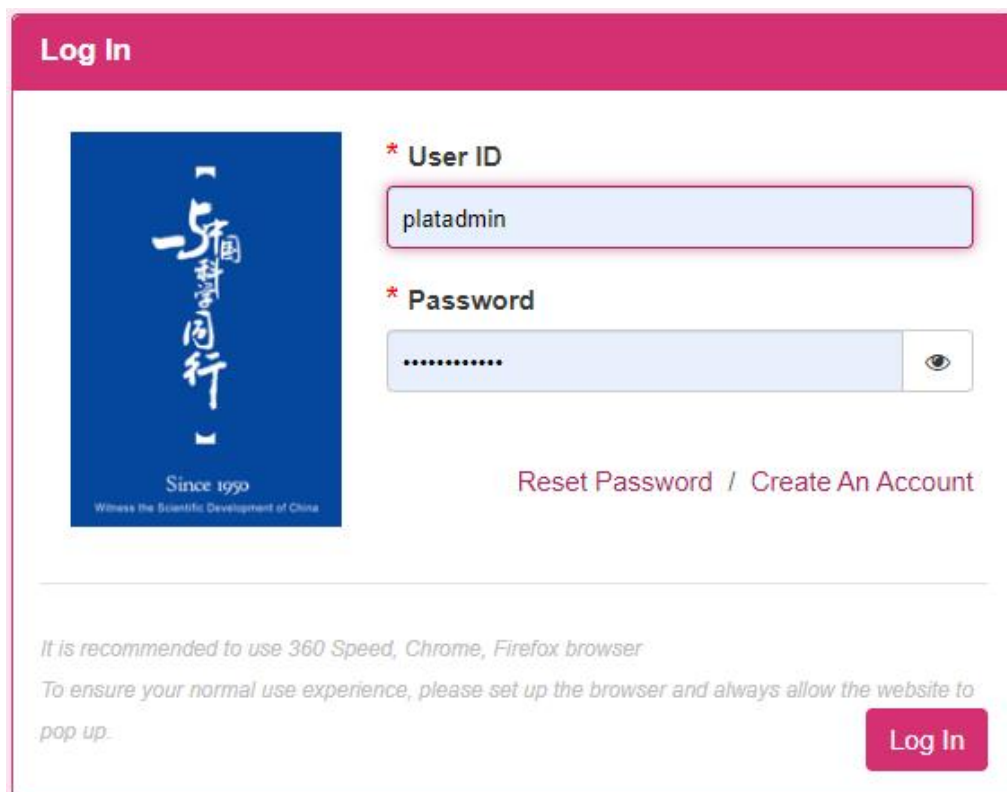 Log In
【
与中国
科学
同行
】
Since 1950
Witness the Scientific Development of China
* User ID
platadmin
* Password
••••••••••••
Reset Password / Create An Account
It is recommended to use 360 Speed, Chrome, Firefox browser
To ensure your normal use experience, please set up the browser and always allow the website to
pop up.
Log In